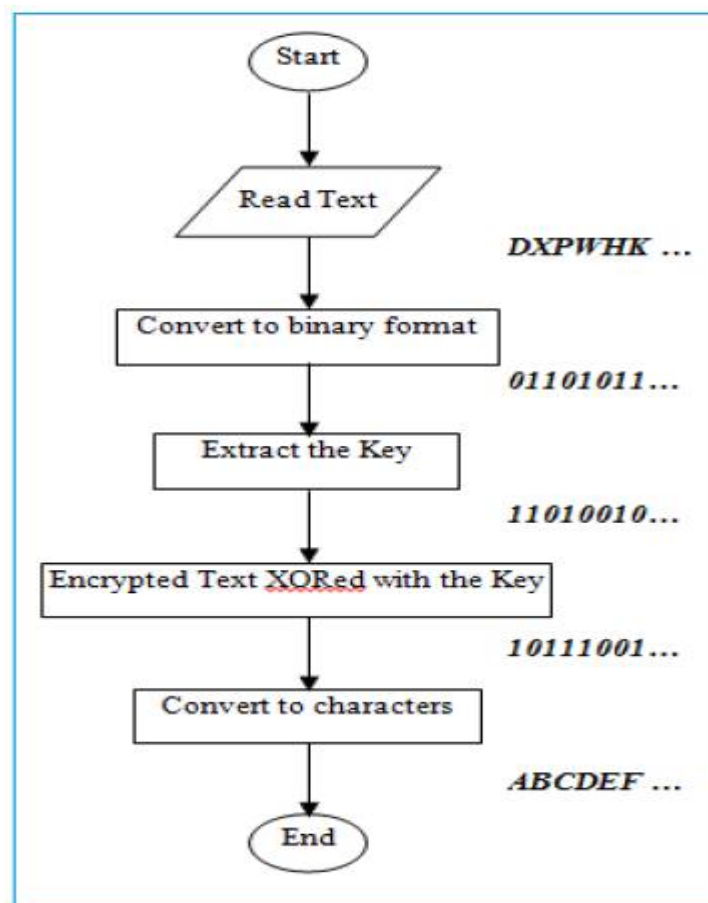 Start
Read Text
DXPWHK ...
Convert to binary format
01101011...
Extract the Key
11010010...
Encrypted Text XORed with the Key
10111001...
Convert to characters
ABCDEF ...
End